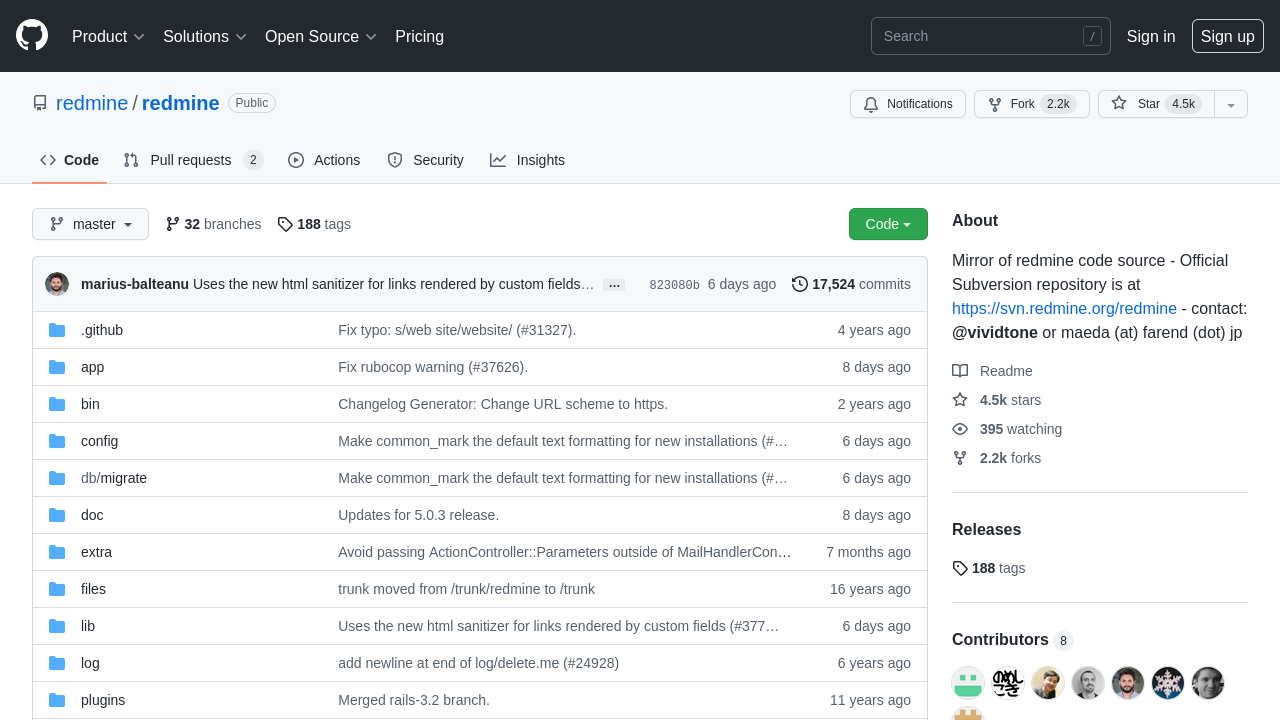 Product Solutions Open Source Pricing Search / Sign in Sign up
redmine / redmine Public Notifications Fork 2.2k Star 4.5k
Code Pull requests 2 Actions Security Insights
master 32 branches 188 tags Code
marius-balteanu Uses the new html sanitizer for links rendered by custom fields… … 823080b 6 days ago 17,524 commits
.github Fix typo: s/web site/website/ (#31327). 4 years ago
app Fix rubocop warning (#37626). 8 days ago
bin Changelog Generator: Change URL scheme to https. 2 years ago
config Make common_mark the default text formatting for new installations (#… 6 days ago
db/migrate Make common_mark the default text formatting for new installations (#… 6 days ago
doc Updates for 5.0.3 release. 8 days ago
extra Avoid passing ActionController::Parameters outside of MailHandlerCon… 7 months ago
files trunk moved from /trunk/redmine to /trunk 16 years ago
lib Uses the new html sanitizer for links rendered by custom fields (#377… 6 days ago
log add newline at end of log/delete.me (#24928) 6 years ago
plugins Merged rails-3.2 branch. 11 years ago
About
Mirror of redmine code source - Official
Subversion repository is at
https://svn.redmine.org/redmine - contact:
@vividtone or maeda (at) farend (dot) jp
Readme
4.5k stars
395 watching
2.2k forks
Releases
188 tags
Contributors 8